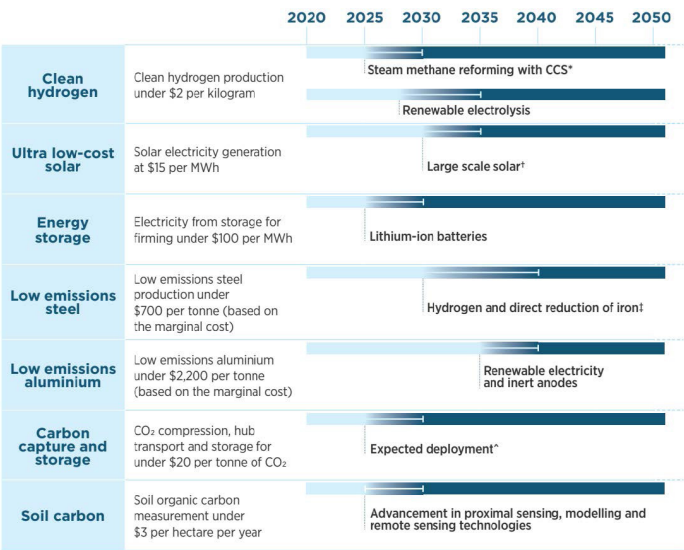 2020 2025 2030 2035 2040 2045 2050
Clean
hydrogen
Clean hydrogen production
under $2 per kilogram
Steam methane reforming with CCS*
Renewable electrolysis
Ultra low-cost
solar
Solar electricity generation
at $15 per MWh
Large scale solar†
Energy
storage
Electricity from storage for
firming under $100 per MWh
Lithium-ion batteries
Low emissions
steel
Low emissions steel
production under
$700 per tonne (based on
the marginal cost)
Hydrogen and direct reduction of iron‡
Low emissions
aluminium
Low emissions aluminium
under $2,200 per tonne
(based on the marginal cost)
Renewable electricity
and inert anodes
Carbon
capture and
storage
CO₂ compression, hub
transport and storage for
under $20 per tonne of CO₂
Expected deployment^
Soil carbon
Soil organic carbon
measurement under
$3 per hectare per year
Advancement in proximal sensing, modelling and
remote sensing technologies